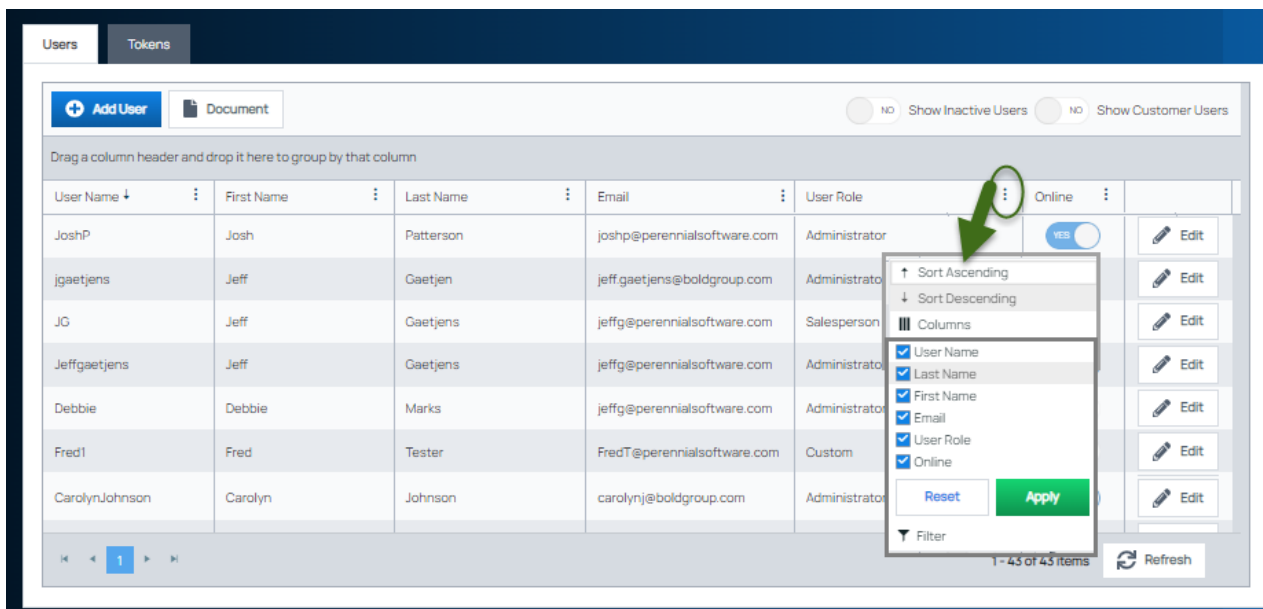 Users Tokens
Add User Document NO Show Inactive Users NO Show Customer Users
Drag a column header and drop it here to group by that column
User Name ↓ First Name Last Name Email User Role Online
JoshP Josh Patterson joshp@perennialsoftware.com Administrator YES Edit
jgaetjens Jeff Gaetjen jeff.gaetjens@boldgroup.com Administrato Edit
JG Jeff Gaetjens jeffg@perennialsoftware.com Salesperson Edit
Jeffgaetjens Jeff Gaetjens jeffg@perennialsoftware.com Administrato Edit
Debbie Debbie Marks jeffg@perennialsoftware.com Administrator Edit
Fred1 Fred Tester FredT@perennialsoftware.com Custom Edit
CarolynJohnson Carolyn Johnson carolynj@boldgroup.com Administrator Edit
↑ Sort Ascending
↓ Sort Descending
Columns
User Name
Last Name
First Name
Email
User Role
Online
Reset Apply
Filter
1 1 - 43 of 43 items Refresh